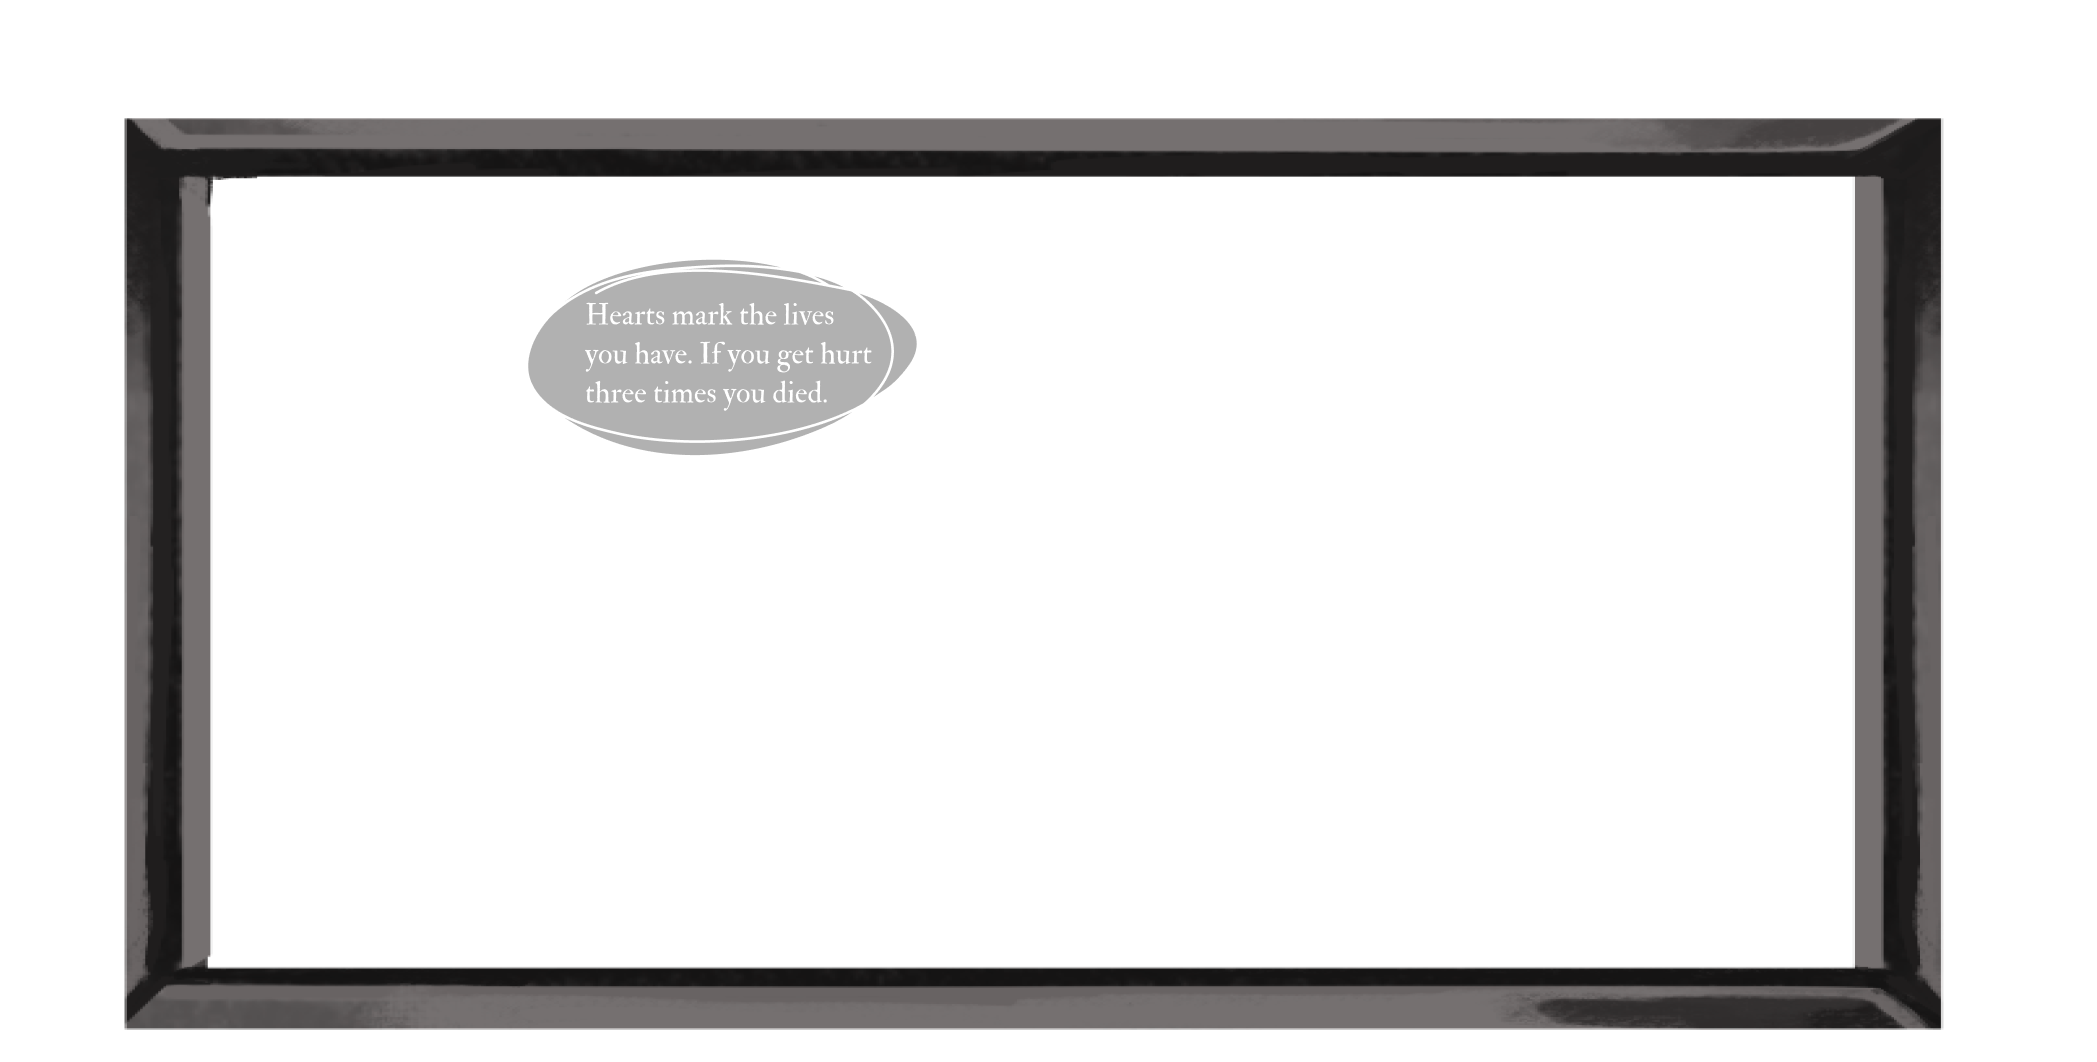 Hearts mark the lives
you have. If you get hurt
three times you died.